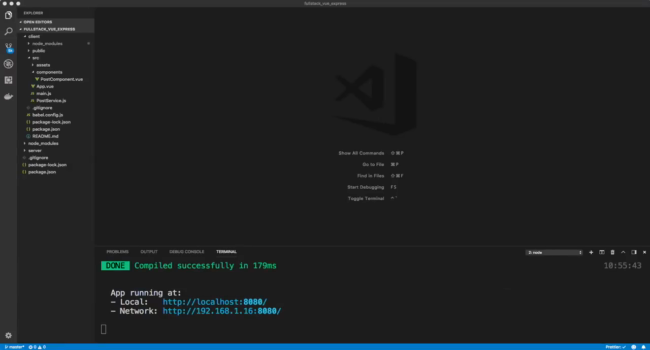 fullstack_vue_express
EXPLORER
OPEN EDITORS
FULLSTACK_VUE_EXPRESS
client
node_modules
public
src
assets
components
PostComponent.vue
App.vue
main.js
PostService.js
.gitignore
babel.config.js
package-lock.json
package.json
README.md
node_modules
server
.gitignore
package-lock.json
package.json
Show All Commands ⇧ ⌘ P
Go to File ⌘ P
Find in Files ⇧ ⌘ F
Start Debugging F5
Toggle Terminal ⌃ `
PROBLEMS OUTPUT DEBUG CONSOLE TERMINAL 2: node
DONE Compiled successfully in 179ms 10:55:43
App running at:
- Local: http://localhost:8080/
- Network: http://192.168.1.16:8080/
master* 0 0 Prettier: ✓